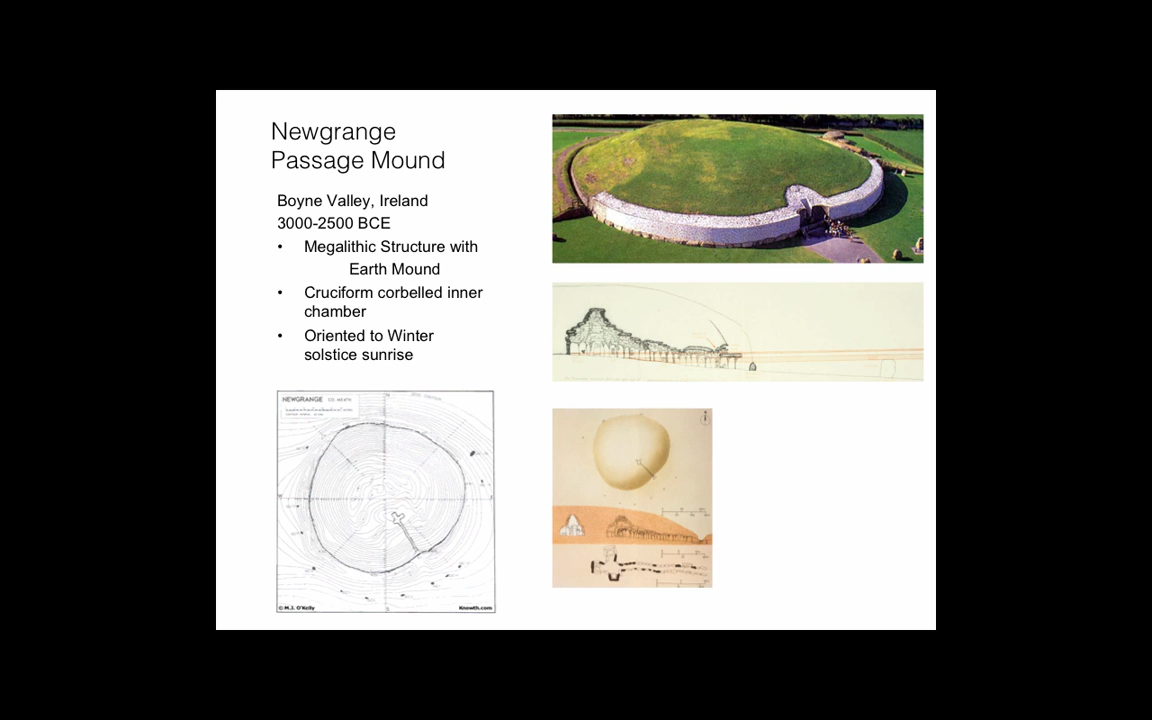 Newgrange
Passage Mound
Boyne Valley, Ireland
3000-2500 BCE
• Megalithic Structure with
Earth Mound
• Cruciform corbelled inner
chamber
• Oriented to Winter
solstice sunrise
NEWGRANGE CO. MEATH
© M.J. O'Kelly
Knowth.com